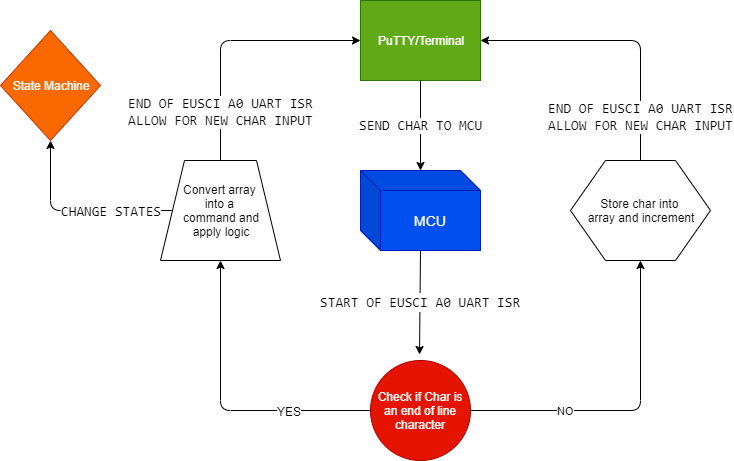 PuTTY/Terminal
State Machine
END OF EUSCI A0 UART ISR
ALLOW FOR NEW CHAR INPUT
SEND CHAR TO MCU
END OF EUSCI A0 UART ISR
ALLOW FOR NEW CHAR INPUT
CHANGE STATES
Convert array
into a
command and
apply logic
MCU
Store char into
array and increment
START OF EUSCI A0 UART ISR
Check if Char is
an end of line
character
YES
NO